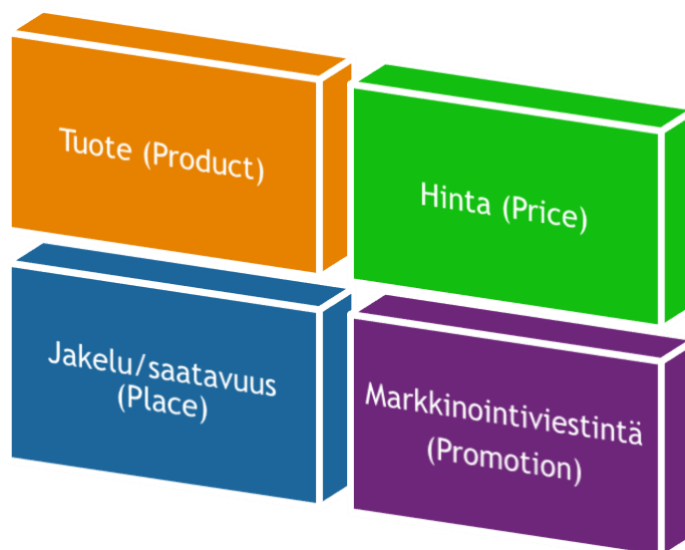 Tuote (Product)
Hinta (Price)
Jakelu/saatavuus
(Place)
Markkinointiviestintä
(Promotion)